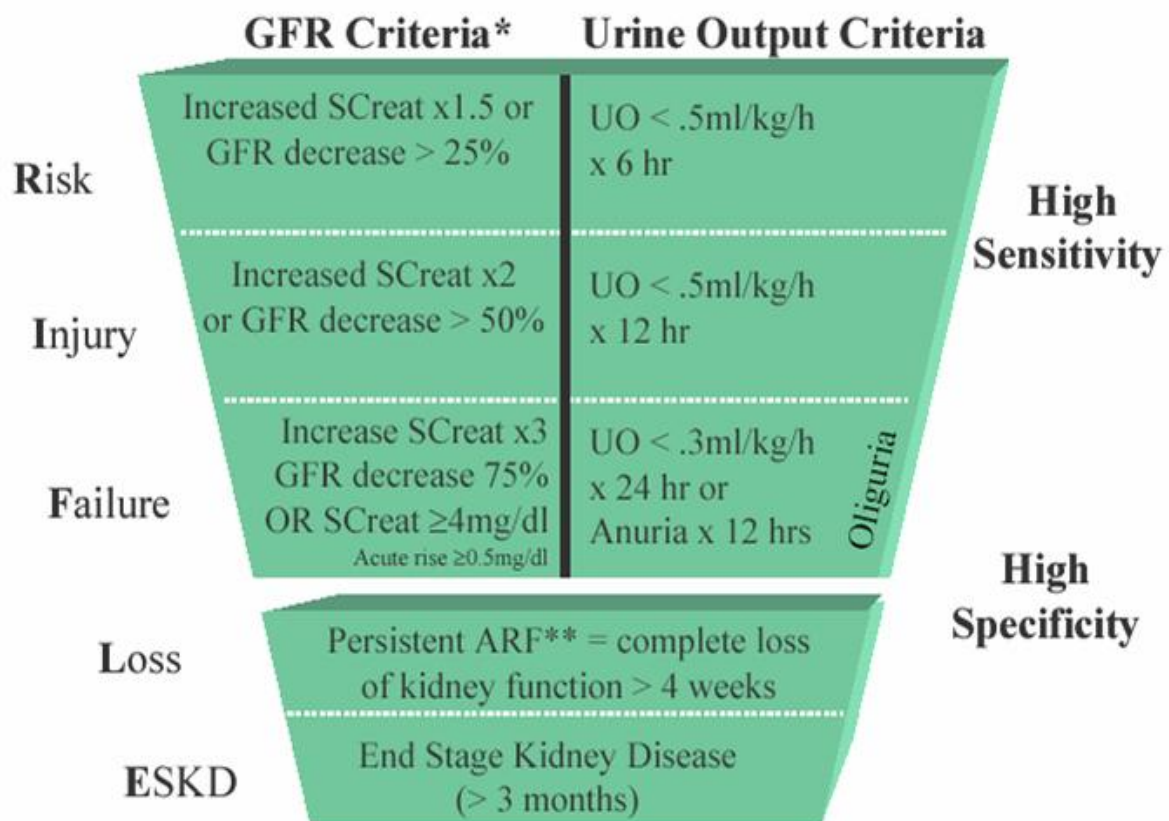 GFR Criteria*
Urine Output Criteria
Risk
Increased SCreat x1.5 or
GFR decrease > 25%
UO < .5ml/kg/h
x 6 hr
High
Sensitivity
Injury
Increased SCreat x2
or GFR decrease > 50%
UO < .5ml/kg/h
x 12 hr
Failure
Increase SCreat x3
GFR decrease 75%
OR SCreat ≥4mg/dl
Acute rise ≥0.5mg/dl
UO < .3ml/kg/h
x 24 hr or
Anuria x 12 hrs
Oliguria
High
Specificity
Loss
Persistent ARF** = complete loss
of kidney function > 4 weeks
ESKD
End Stage Kidney Disease
(> 3 months)